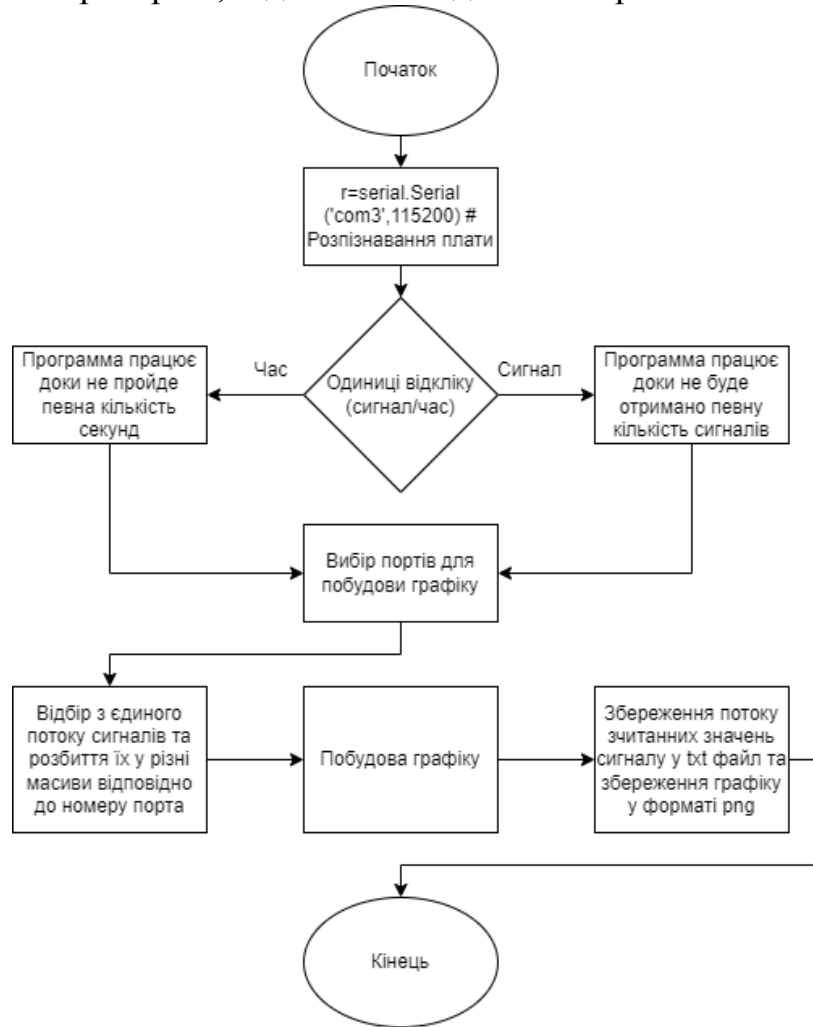 Початок
r=serial.Serial
('com3',115200) #
Розпізнавання плати
Программа працює
доки не пройде
певна кількість
секунд
Час
Одиниці відкліку
(сигнал/час)
Сигнал
Программа працює
доки не буде
отримано певну
кількість сигналів
Вибір портів для
побудови графіку
Відбір з єдиного
потоку сигналів та
розбиття їх у різні
масиви відповідно
до номеру порта
Побудова графіку
Збереження потоку
зчитанних значень
сигналу у txt файл та
збереження графіку
у форматі png
Кінець